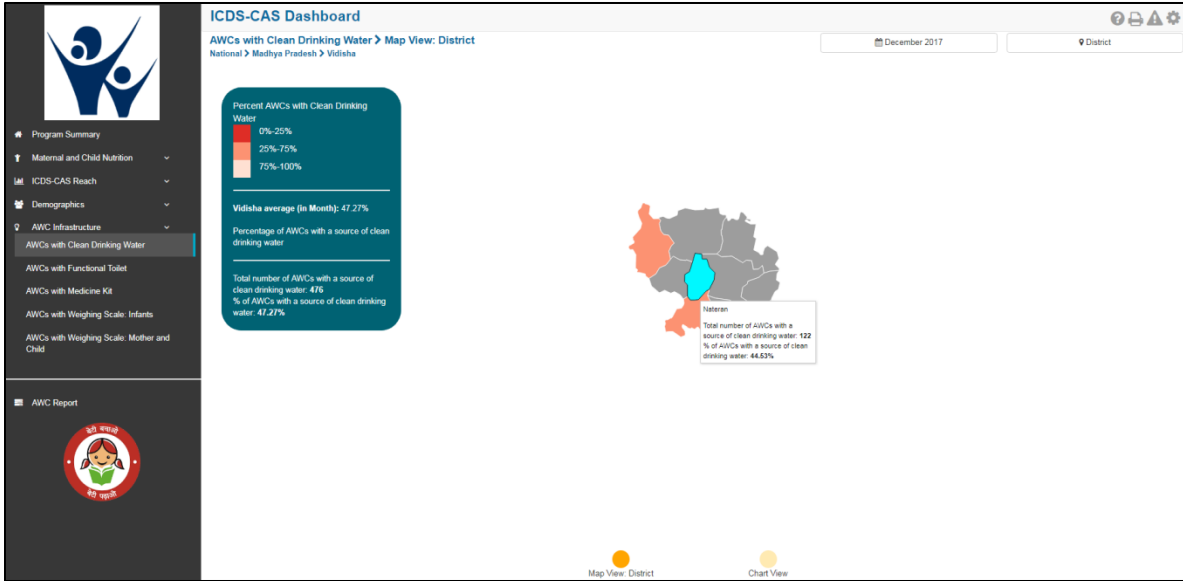 ICDS-CAS Dashboard
AWCs with Clean Drinking Water > Map View: District
National > Madhya Pradesh > Vidisha
December 2017
District
Program Summary
Maternal and Child Nutrition
ICDS-CAS Reach
Demographics
AWC Infrastructure
AWCs with Clean Drinking Water
AWCs with Functional Toilet
AWCs with Medicine Kit
AWCs with Weighing Scale: Infants
AWCs with Weighing Scale: Mother and
Child
AWC Report
बेटी बचाओ
बेटी पढ़ाओ
Percent AWCs with Clean Drinking
Water
0%-25%
25%-75%
75%-100%
Vidisha average (in Month): 47.27%
Percentage of AWCs with a source of clean
drinking water
Total number of AWCs with a source of
clean drinking water: 476
% of AWCs with a source of clean drinking
water: 47.27%
Nateran
Total number of AWCs with a
source of clean drinking water: 122
% of AWCs with a source of clean
drinking water: 44.53%
Map View: District
Chart View